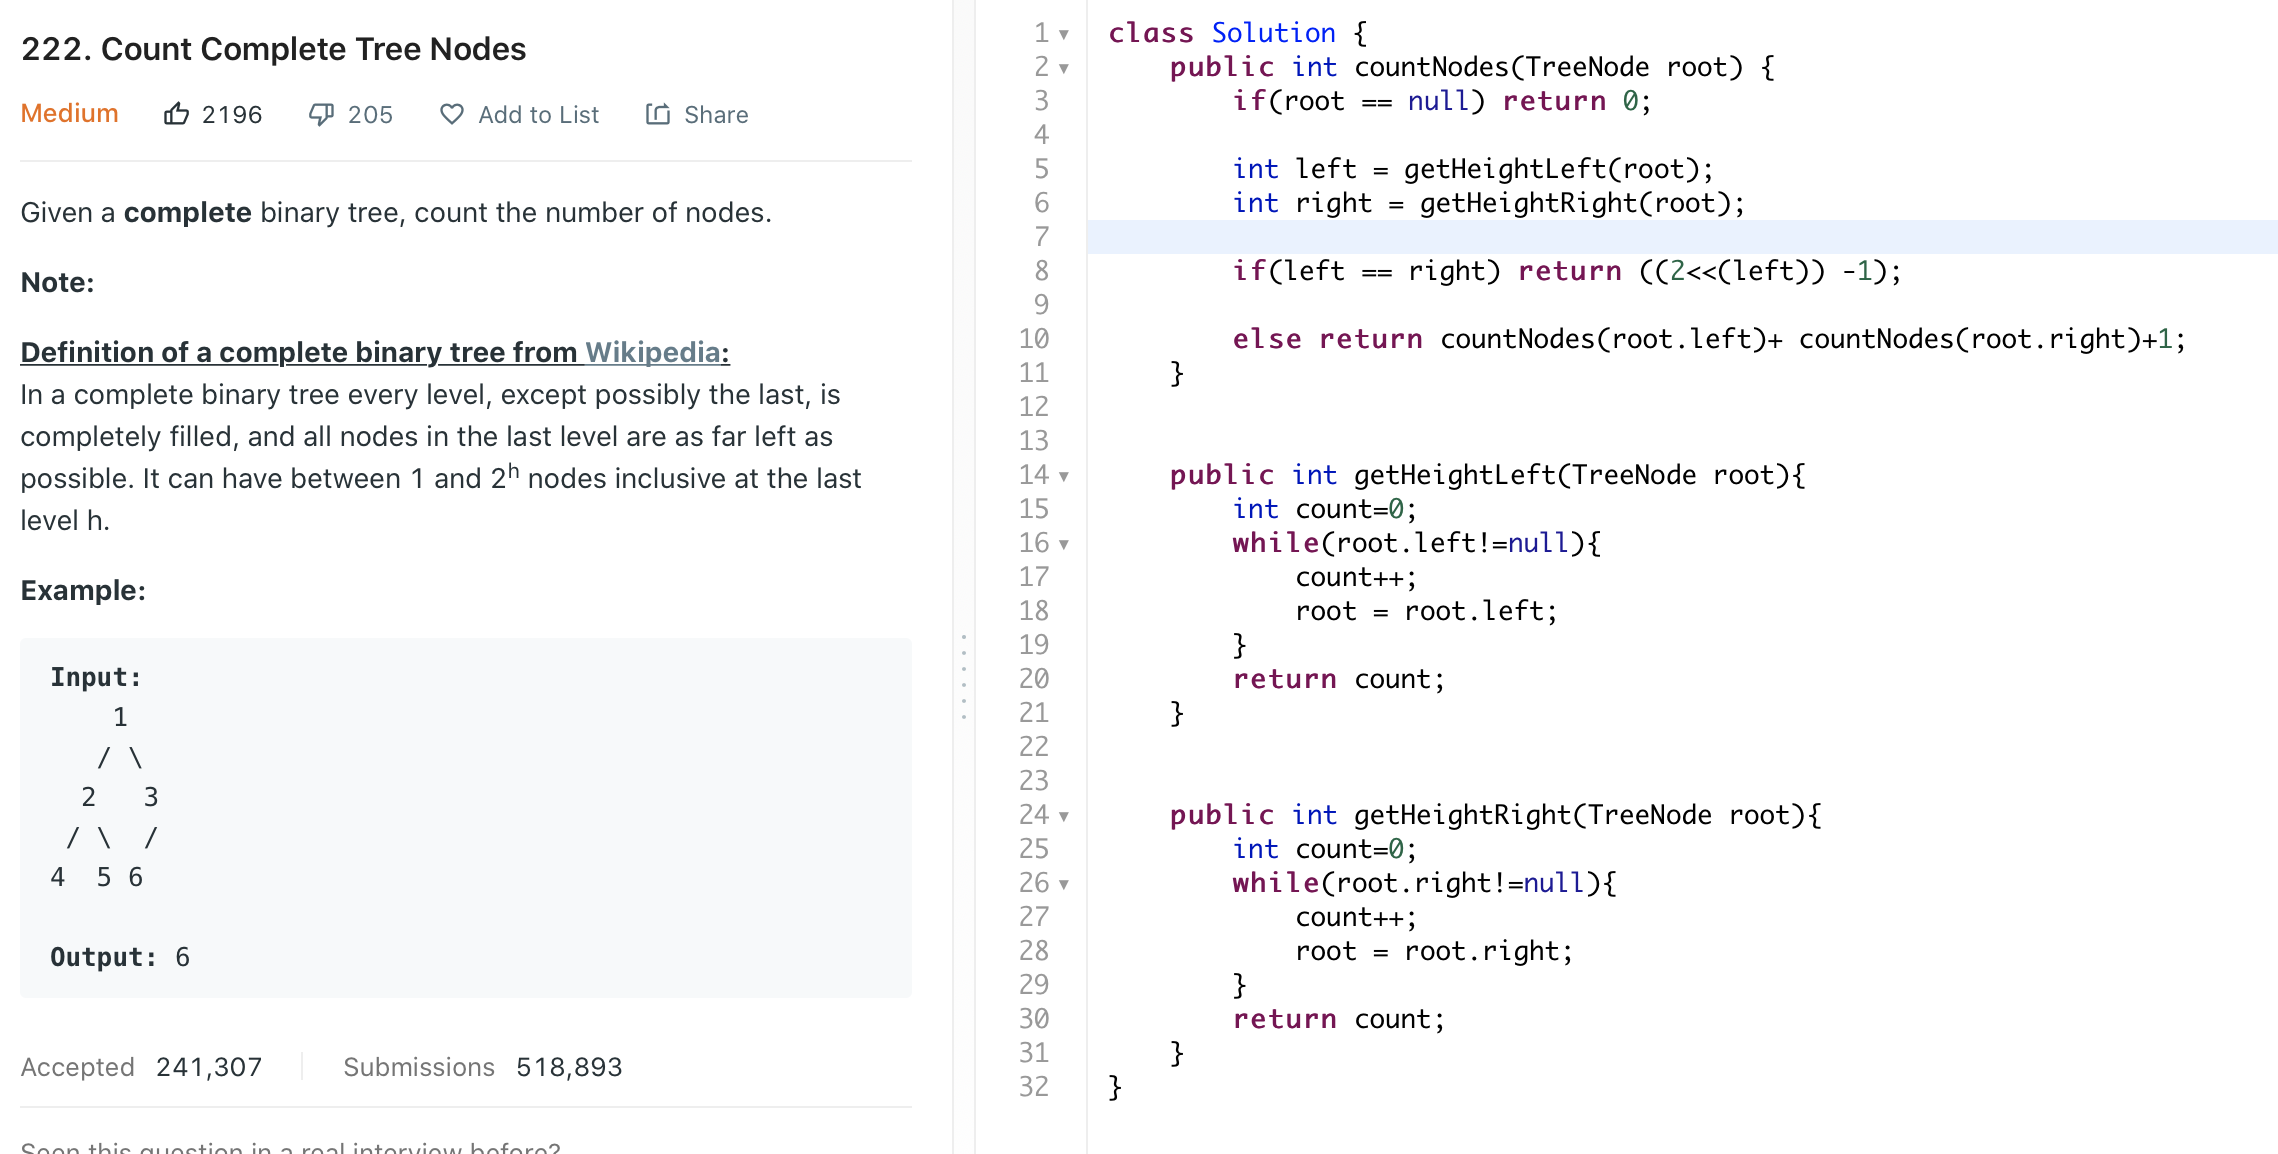 222. Count Complete Tree Nodes
Medium 2196 205 Add to List Share
Given a complete binary tree, count the number of nodes.
Note:
Definition of a complete binary tree from Wikipedia:
In a complete binary tree every level, except possibly the last, is
completely filled, and all nodes in the last level are as far left as
possible. It can have between 1 and 2h nodes inclusive at the last
level h.
Example:
Input:
    1
   / \
  2   3
 / \  /
4  5 6
Output: 6
Accepted 241,307 Submissions 518,893
Seen this question in a real interview before?
1 class Solution {
2     public int countNodes(TreeNode root) {
3         if(root == null) return 0;
4
5         int left = getHeightLeft(root);
6         int right = getHeightRight(root);
7
8         if(left == right) return ((2<<(left)) -1);
9
10         else return countNodes(root.left)+ countNodes(root.right)+1;
11     }
12
13
14     public int getHeightLeft(TreeNode root){
15         int count=0;
16         while(root.left!=null){
17             count++;
18             root = root.left;
19         }
20         return count;
21     }
22
23
24     public int getHeightRight(TreeNode root){
25         int count=0;
26         while(root.right!=null){
27             count++;
28             root = root.right;
29         }
30         return count;
31     }
32 }